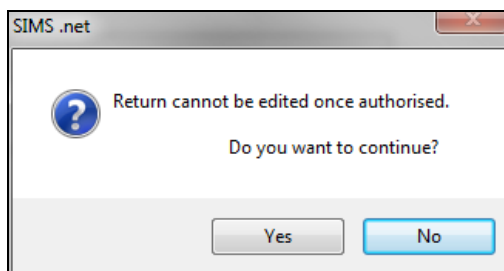 SIMS .net
Return cannot be edited once authorised.
Do you want to continue?
Yes
No